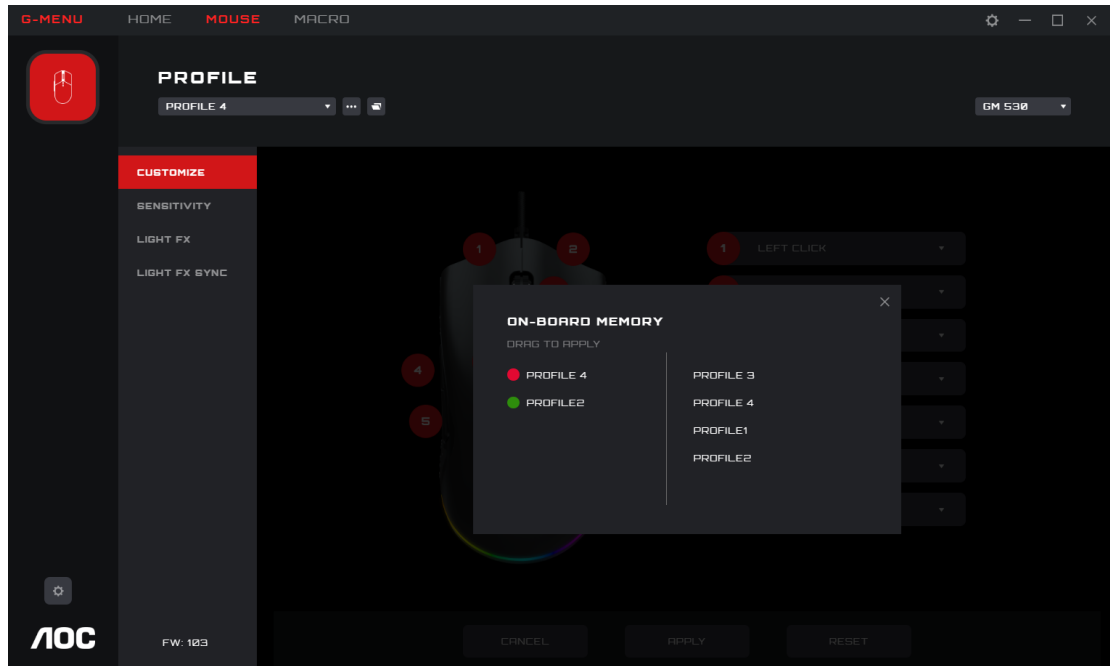 G-MENU HOME MOUSE MACRO
PROFILE
PROFILE 4
GM 530
CUSTOMIZE
SENSITIVITY
LIGHT FX
LIGHT FX SYNC
1 2
1 LEFT CLICK
ON-BOARD MEMORY
DRAG TO APPLY
PROFILE 4 PROFILE 3
PROFILE2 PROFILE 4
PROFILE1
PROFILE2
4
5
AOC
FW: 103
CANCEL APPLY RESET